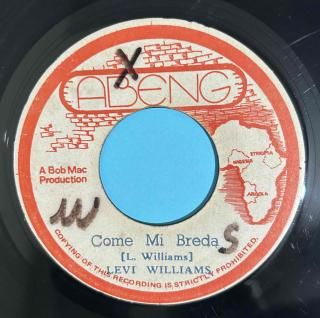 X
ABENG
ETHIOPIA
NIGERIA
ANGOLA
A Bob Mac
Production
Come Mi Breda S
[L. Williams]
LEVI WILLIAMS
COPYING OF THIS RECORDING IS STRICTLY PROHIBITED.